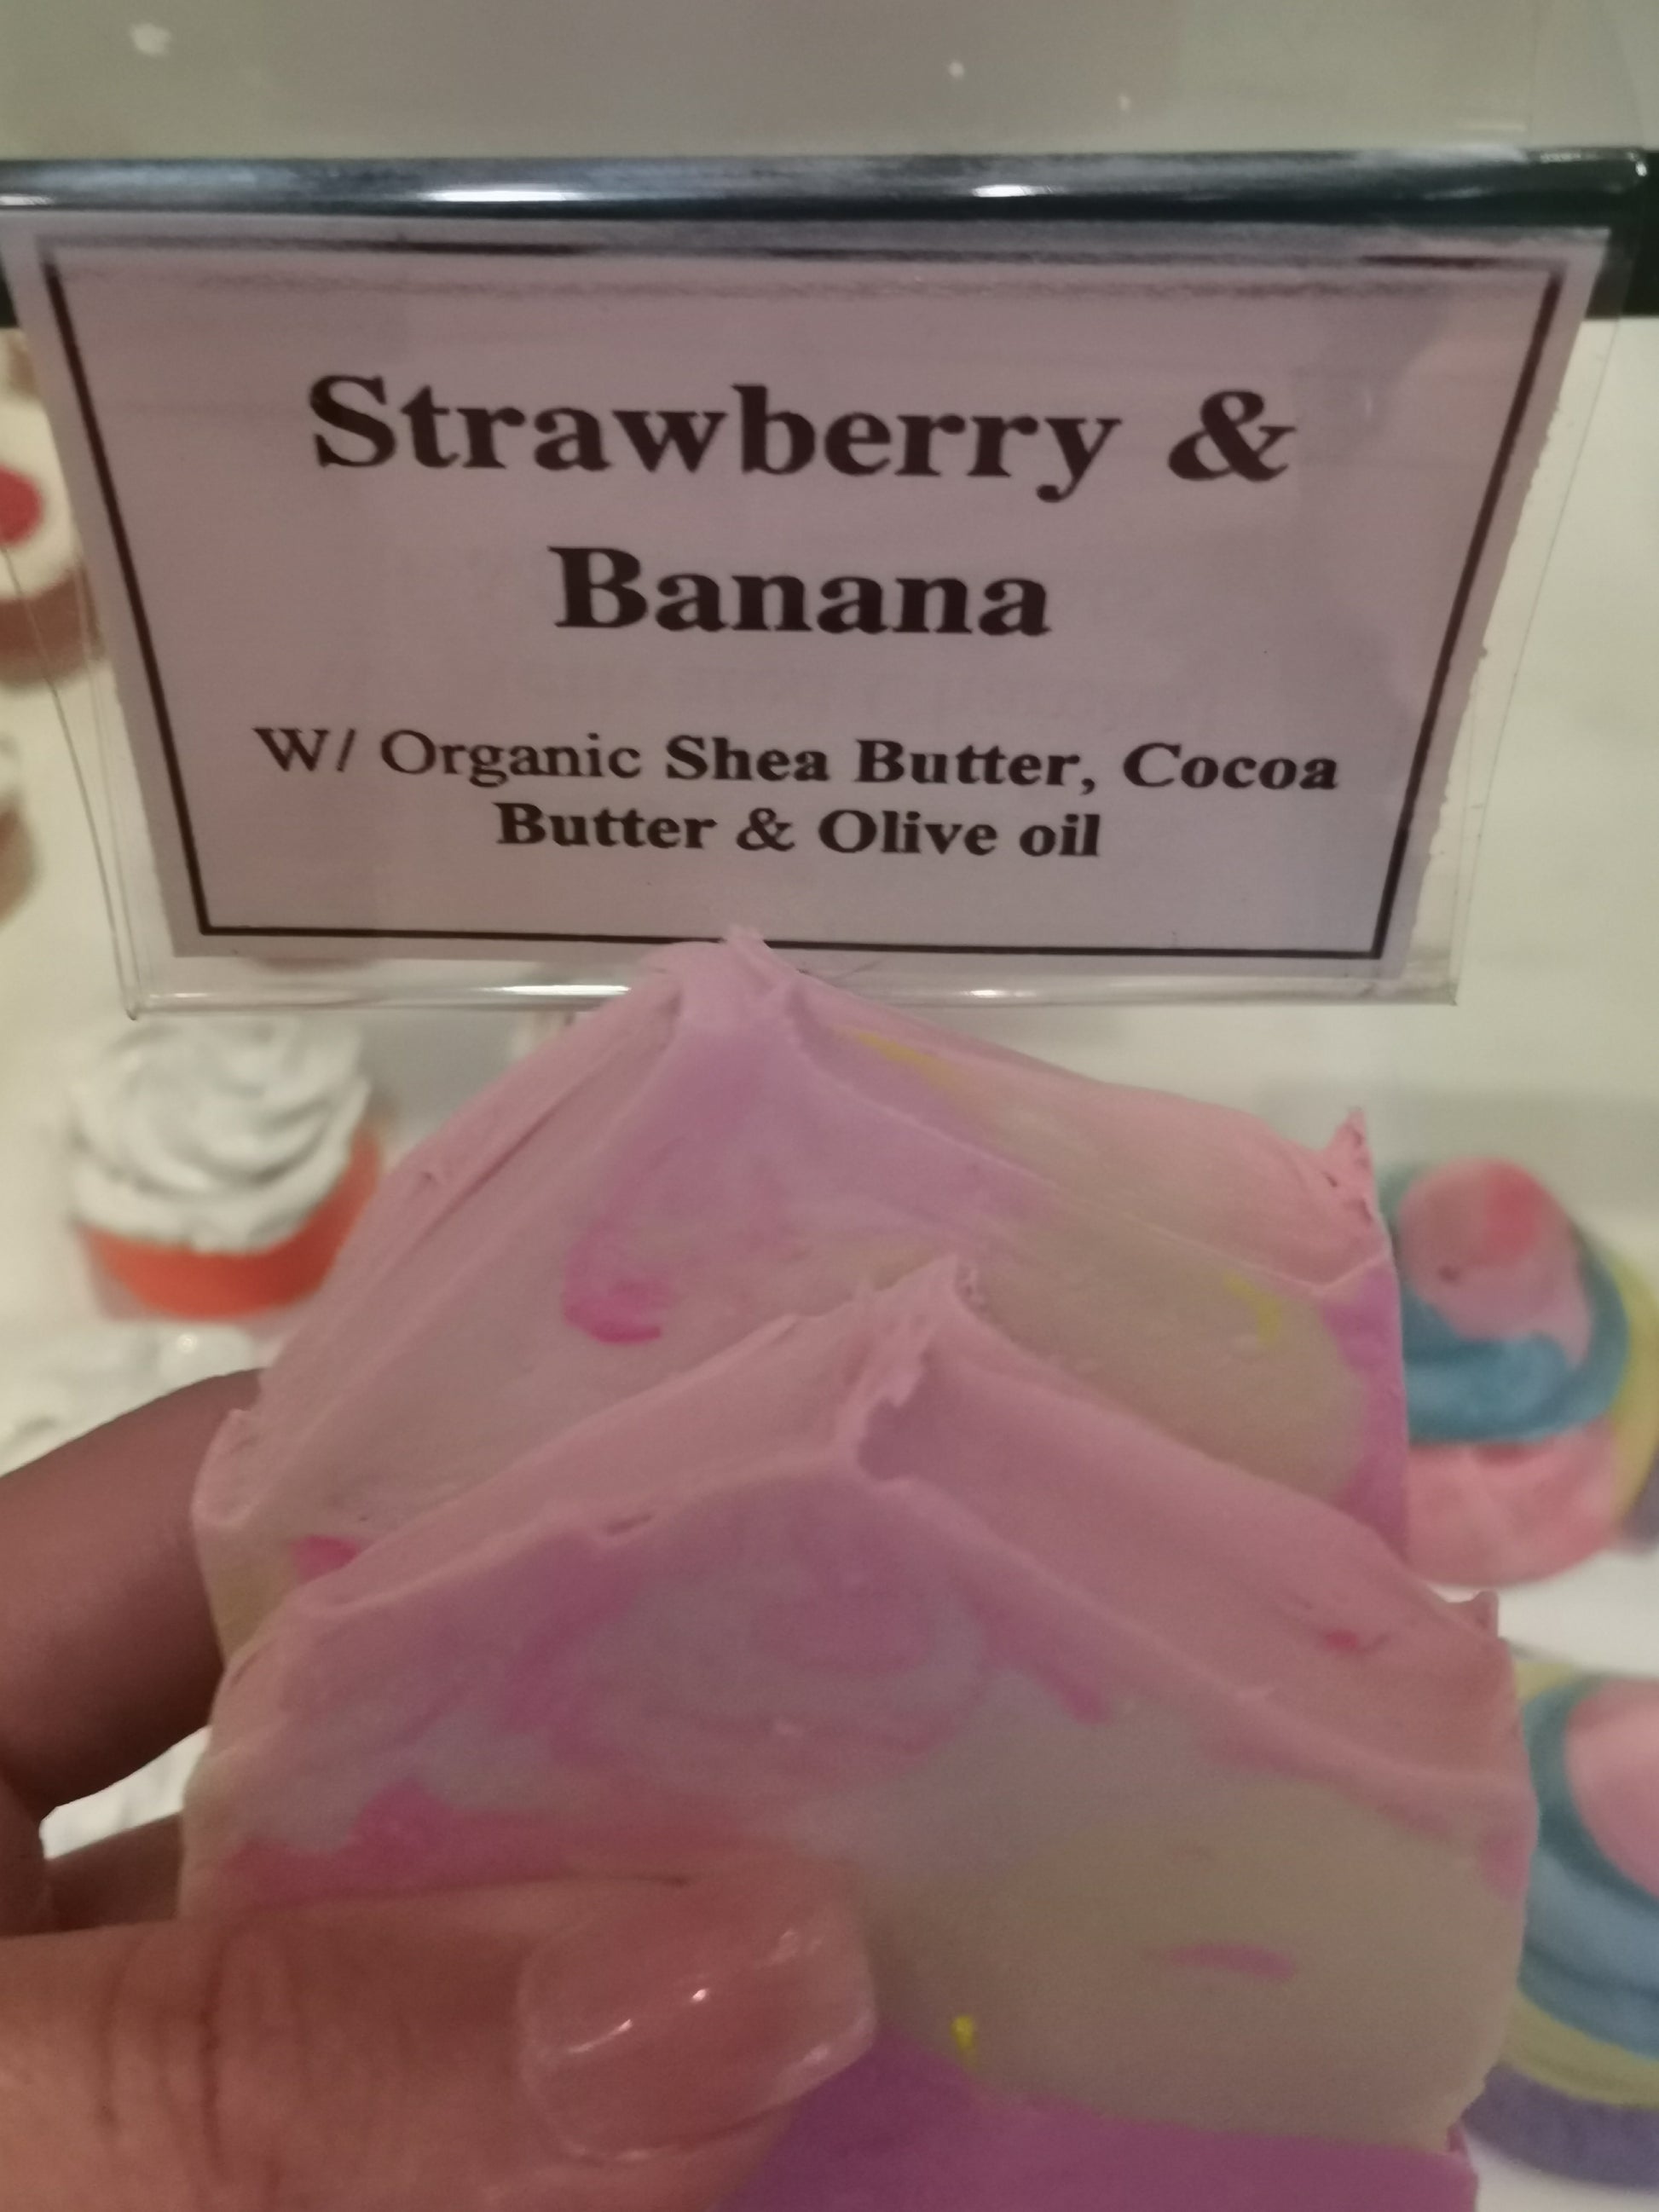 Strawberry &
Banana
W/ Organic Shea Butter, Cocoa
Butter & Olive oil